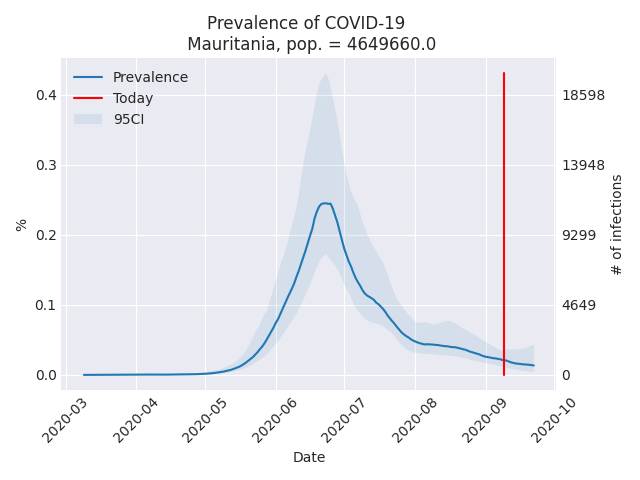 Prevalence of COVID-19
Mauritania, pop. = 4649660.0
Prevalence
Today
95CI
0.4
0.3
0.2
0.1
0.0
%
18598
13948
9299
4649
0
# of infections
2020-03
2020-04
2020-05
2020-06
2020-07
2020-08
2020-09
2020-10
Date